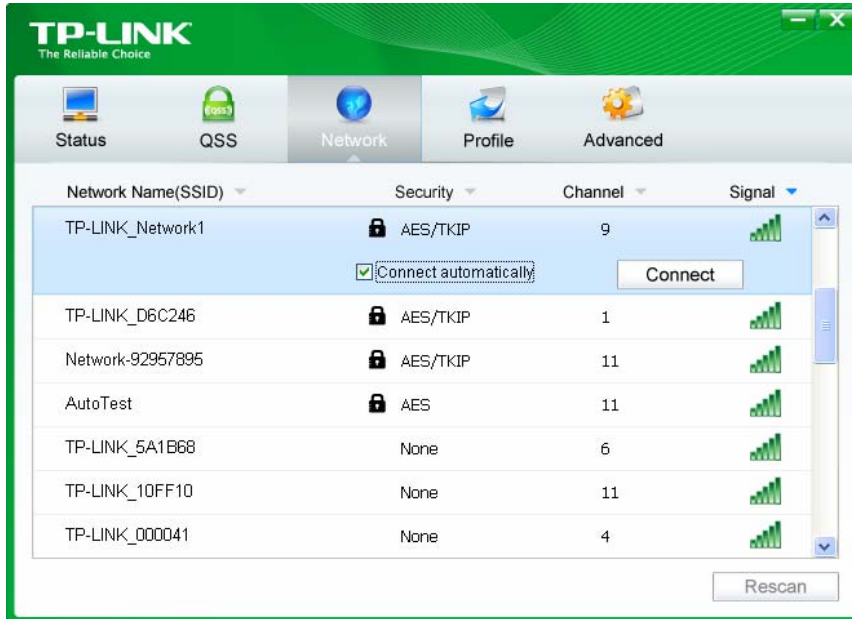 TP-LINK
The Reliable Choice
Status QSS Network Profile Advanced
Network Name(SSID) Security Channel Signal
TP-LINK_Network1 AES/TKIP 9
Connect automatically Connect
TP-LINK_D6C246 AES/TKIP 1
Network-92957895 AES/TKIP 11
AutoTest AES 11
TP-LINK_5A1B68 None 6
TP-LINK_10FF10 None 11
TP-LINK_000041 None 4
Rescan